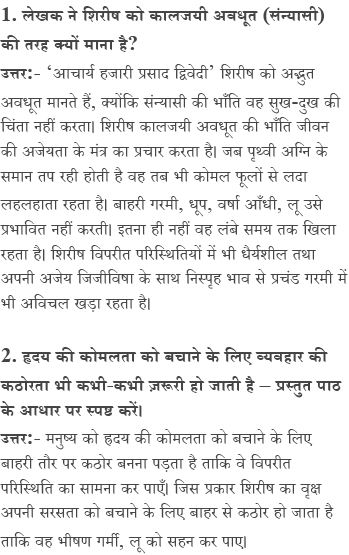 1. लेखक ने शिरीष को कालजयी अवधूत (संन्यासी)
की तरह क्यों माना है?
उत्तर:- ‘आचार्य हजारी प्रसाद द्विवेदी’ शिरीष को अद्भुत
अवधूत मानते हैं, क्योंकि संन्यासी की भाँति वह सुख-दुख की
चिंता नहीं करता। शिरीष कालजयी अवधूत की भाँति जीवन
की अजेयता के मंत्र का प्रचार करता है। जब पृथ्वी अग्नि के
समान तप रही होती है वह तब भी कोमल फूलों से लदा
लहलहाता रहता है। बाहरी गरमी, धूप, वर्षा आँधी, लू उसे
प्रभावित नहीं करती। इतना ही नहीं वह लंबे समय तक खिला
रहता है। शिरीष विपरीत परिस्थितियों में भी धैर्यशील तथा
अपनी अजेय जिजीविषा के साथ निस्पृह भाव से प्रचंड गरमी में
भी अविचल खड़ा रहता है।
2. हृदय की कोमलता को बचाने के लिए व्यवहार की
कठोरता भी कभी-कभी ज़रूरी हो जाती है – प्रस्तुत पाठ
के आधार पर स्पष्ट करें।
उत्तर:- मनुष्य को हृदय की कोमलता को बचाने के लिए
बाहरी तौर पर कठोर बनना पड़ता है ताकि वे विपरीत
परिस्थिति का सामना कर पाएँ। जिस प्रकार शिरीष का वृक्ष
अपनी सरसता को बचाने के लिए बाहर से कठोर हो जाता है
ताकि वह भीषण गर्मी, लू को सहन कर पाए।